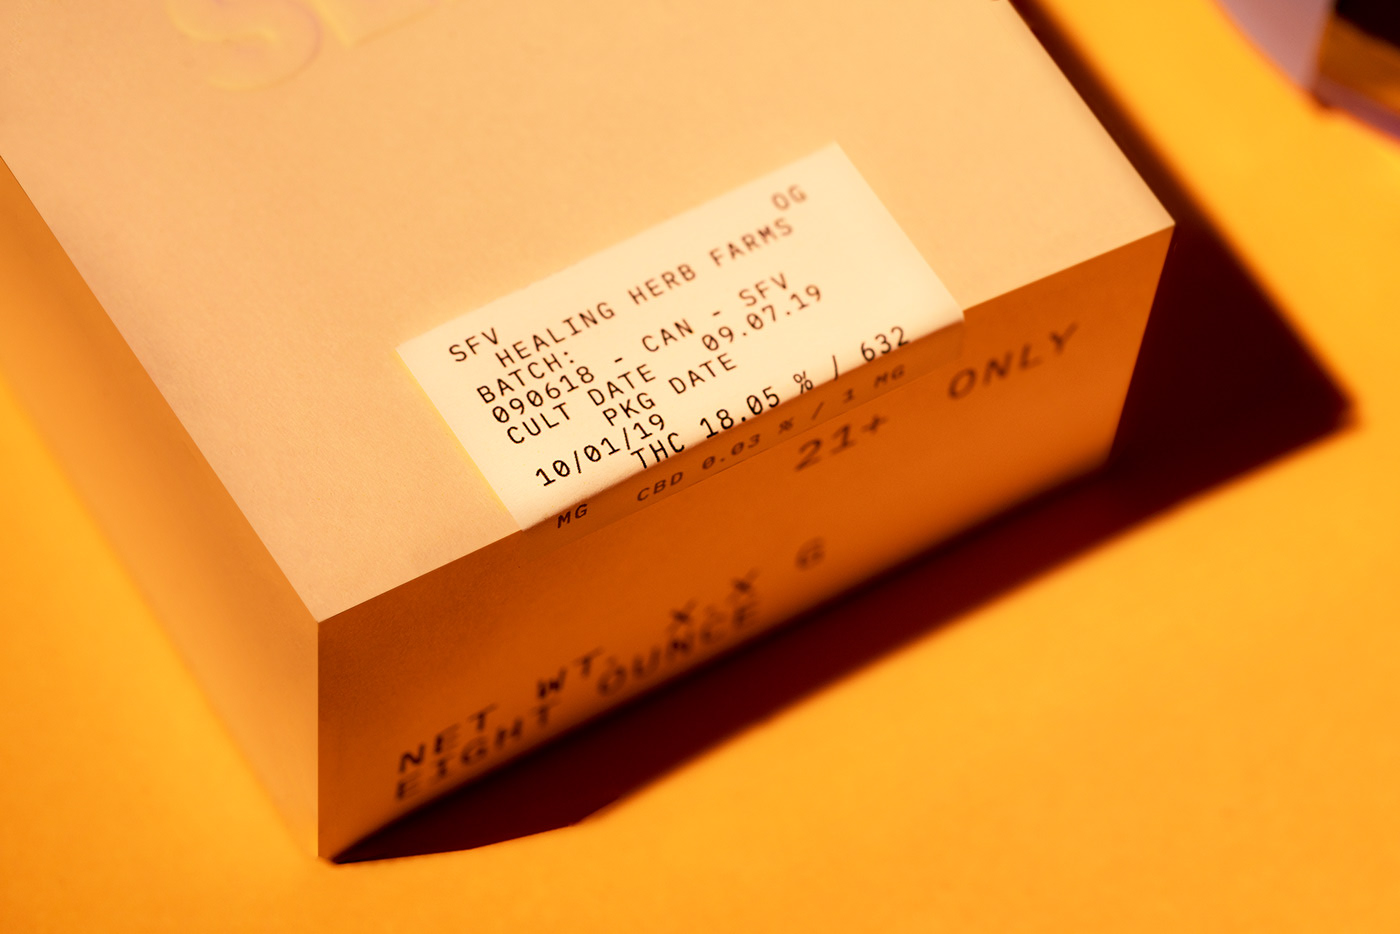 SFV OG
HEALING HERB FARMS
BATCH:
090618 - CAN - SFV
CULT DATE 09.07.19
PKG DATE
10/01/19
THC 18.05 % / 632
MG CBD 0.03 % / 1 MG
21+ ONLY
NET WT. X.X G
EIGHT OUNCE